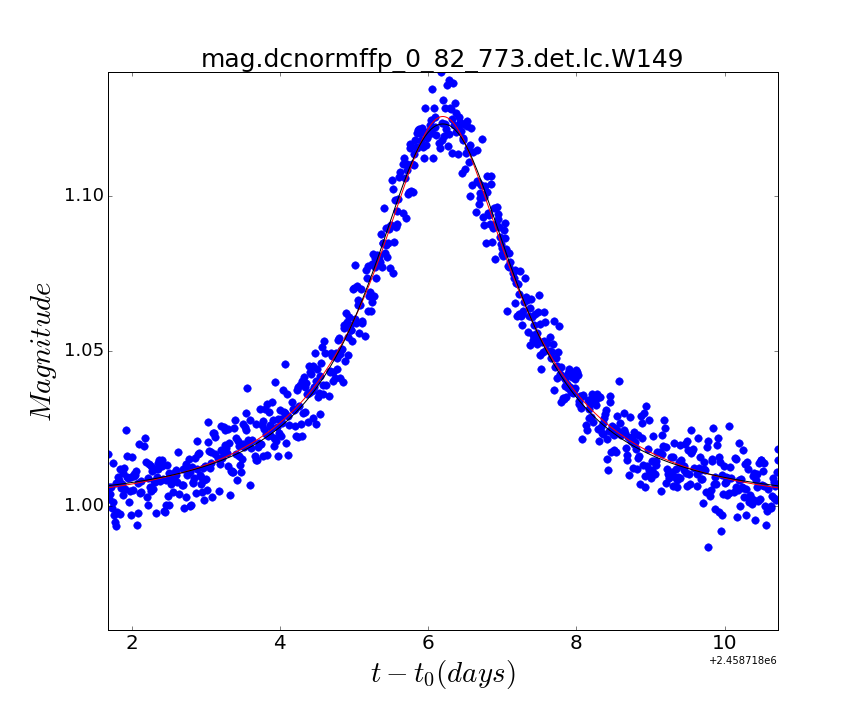 mag.dcnormffp_0_82_773.det.lc.W149
1.10
1.05
1.00
Magnitude
2 4 6 8 10
+2.458718e6
t − t₀(days)